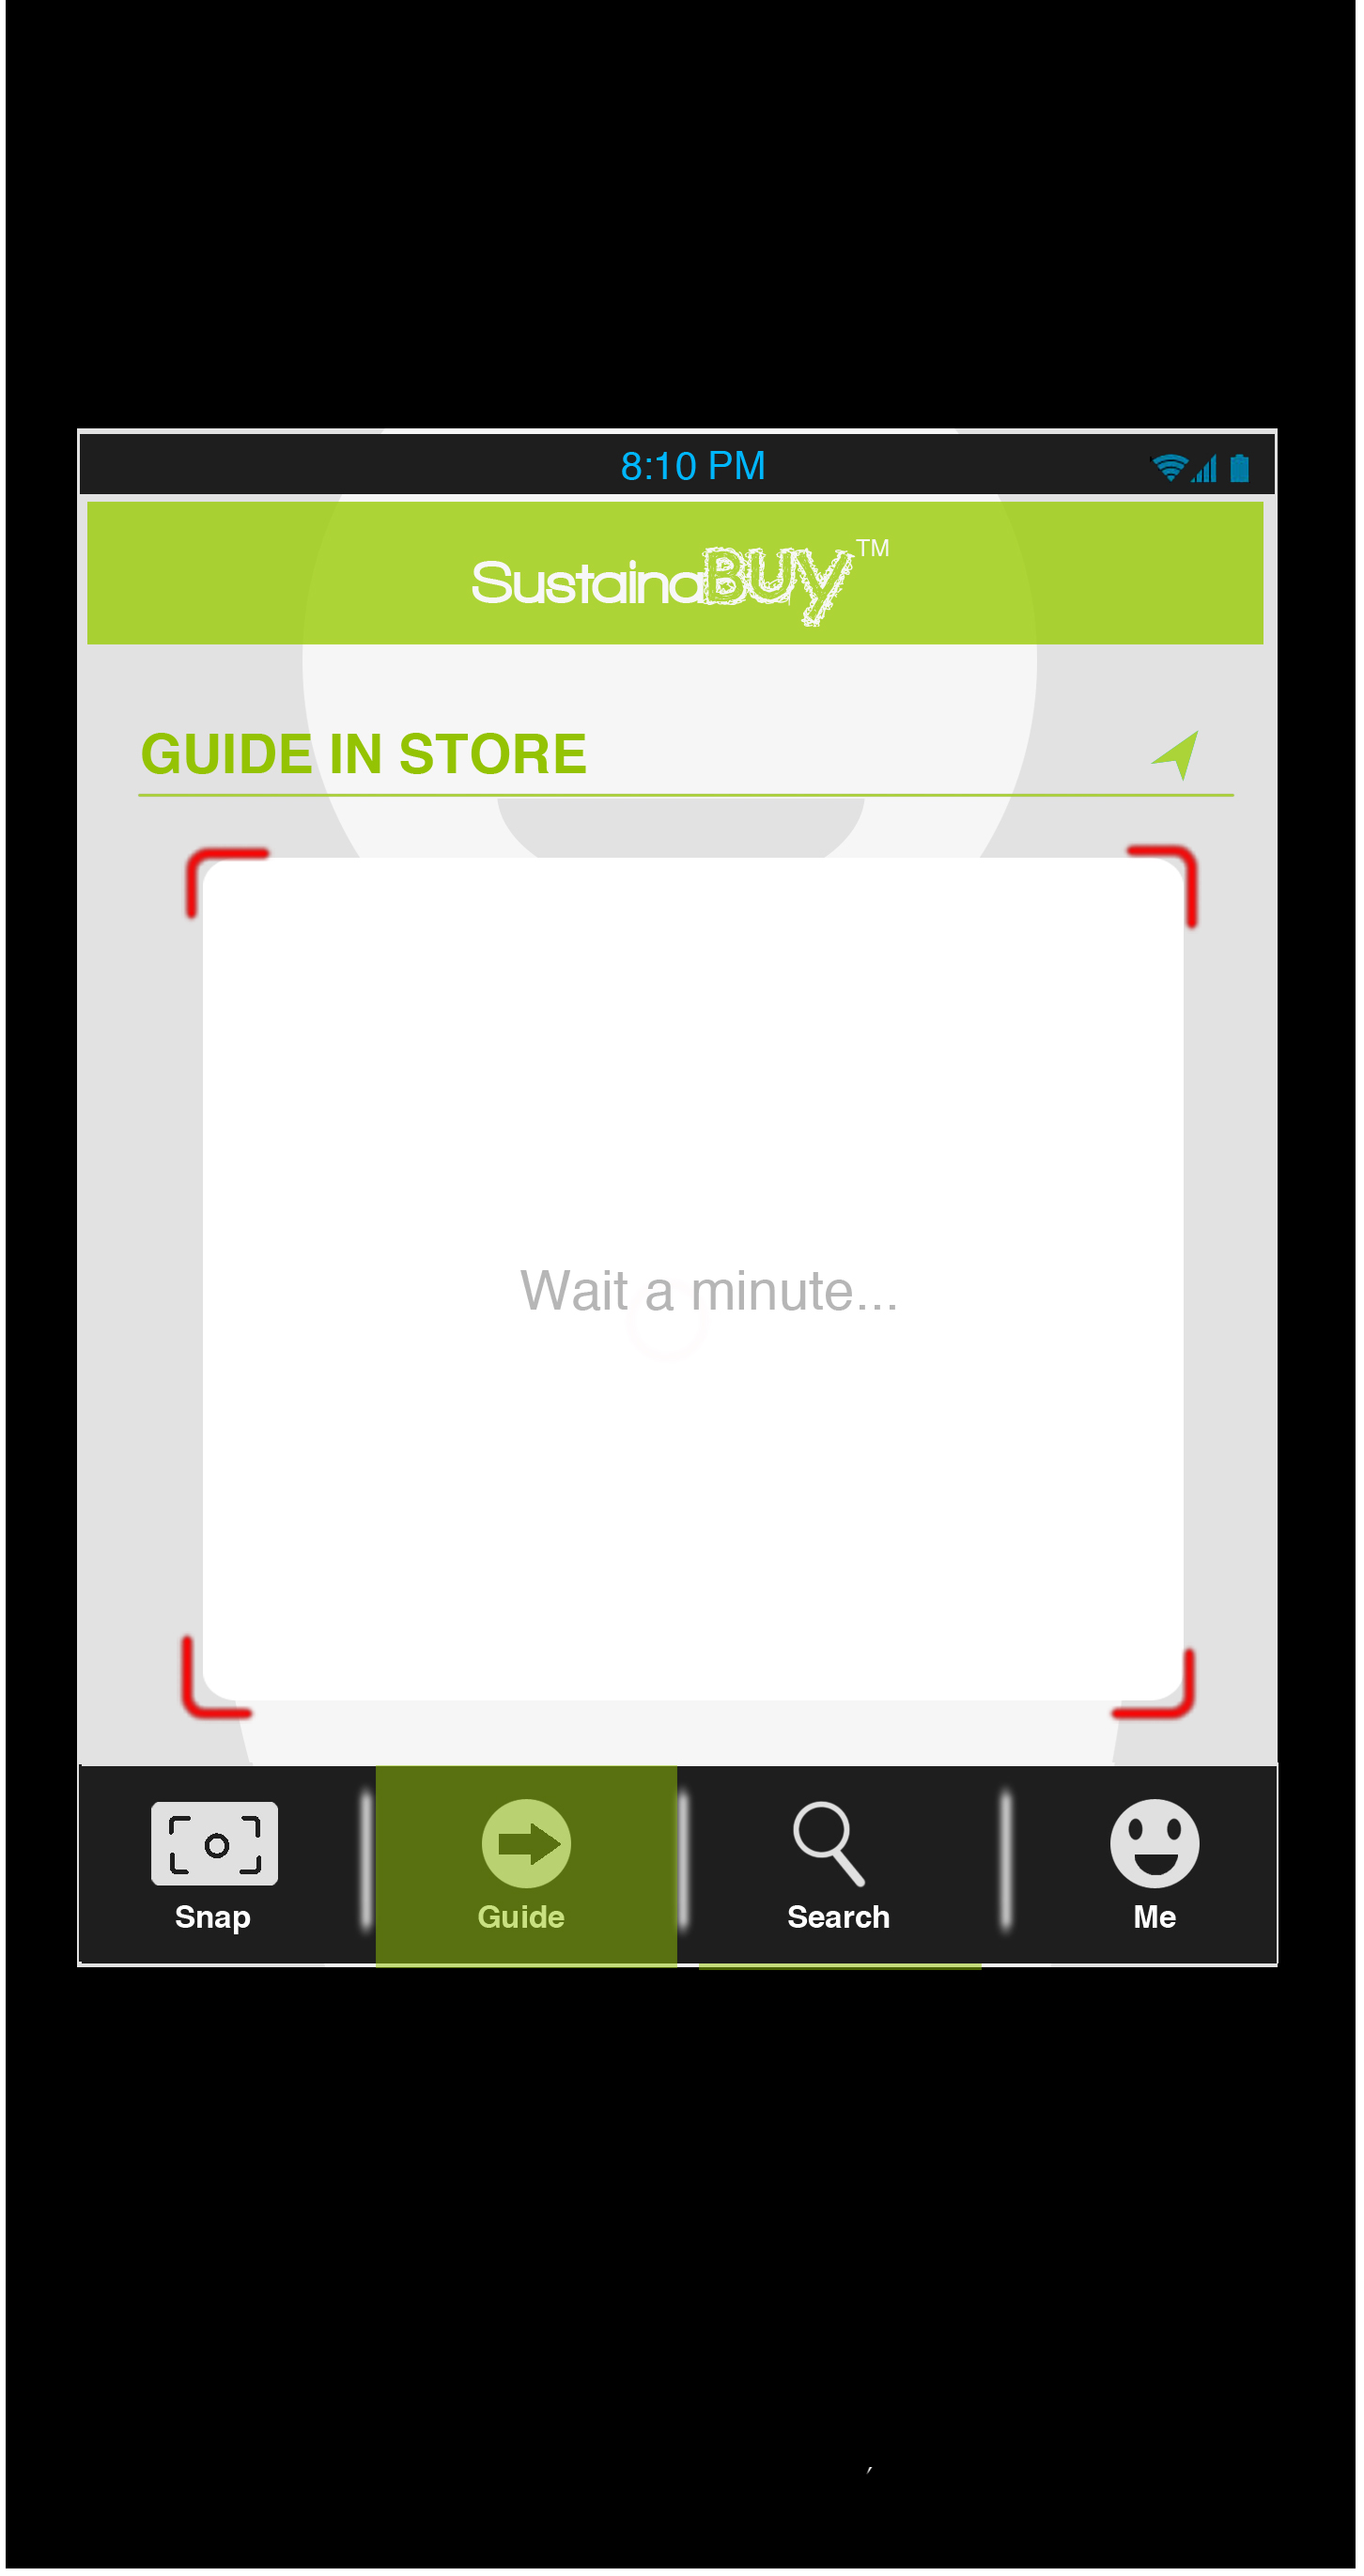 8:10 PM
SustainaBUY™
GUIDE IN STORE
Wait a minute...
Snap
Guide
Search
Me